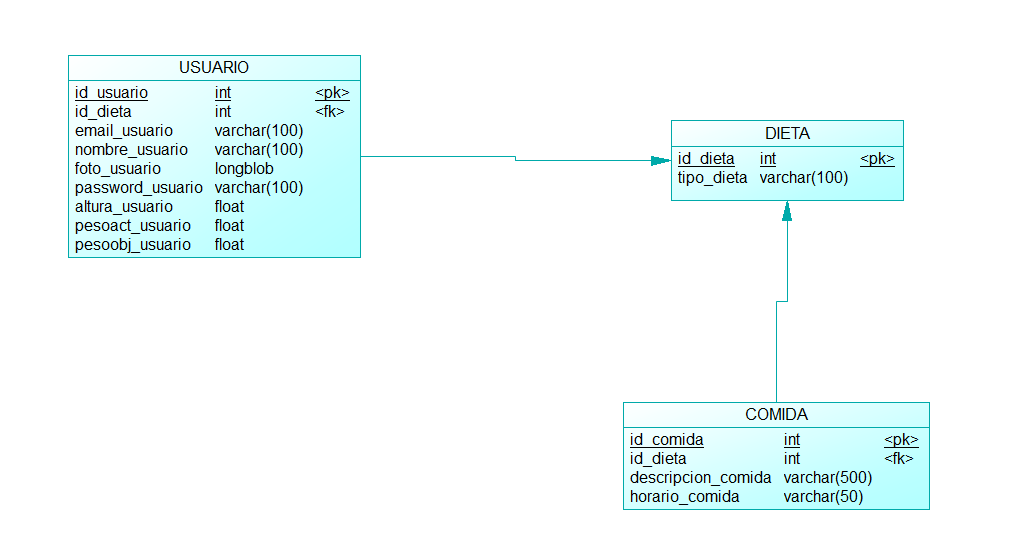 USUARIO
id_usuario int <pk>
id_dieta int <fk>
email_usuario varchar(100)
nombre_usuario varchar(100)
foto_usuario longblob
password_usuario varchar(100)
altura_usuario float
pesoact_usuario float
pesoobj_usuario float
DIETA
id_dieta int <pk>
tipo_dieta varchar(100)
COMIDA
id_comida int <pk>
id_dieta int <fk>
descripcion_comida varchar(500)
horario_comida varchar(50)